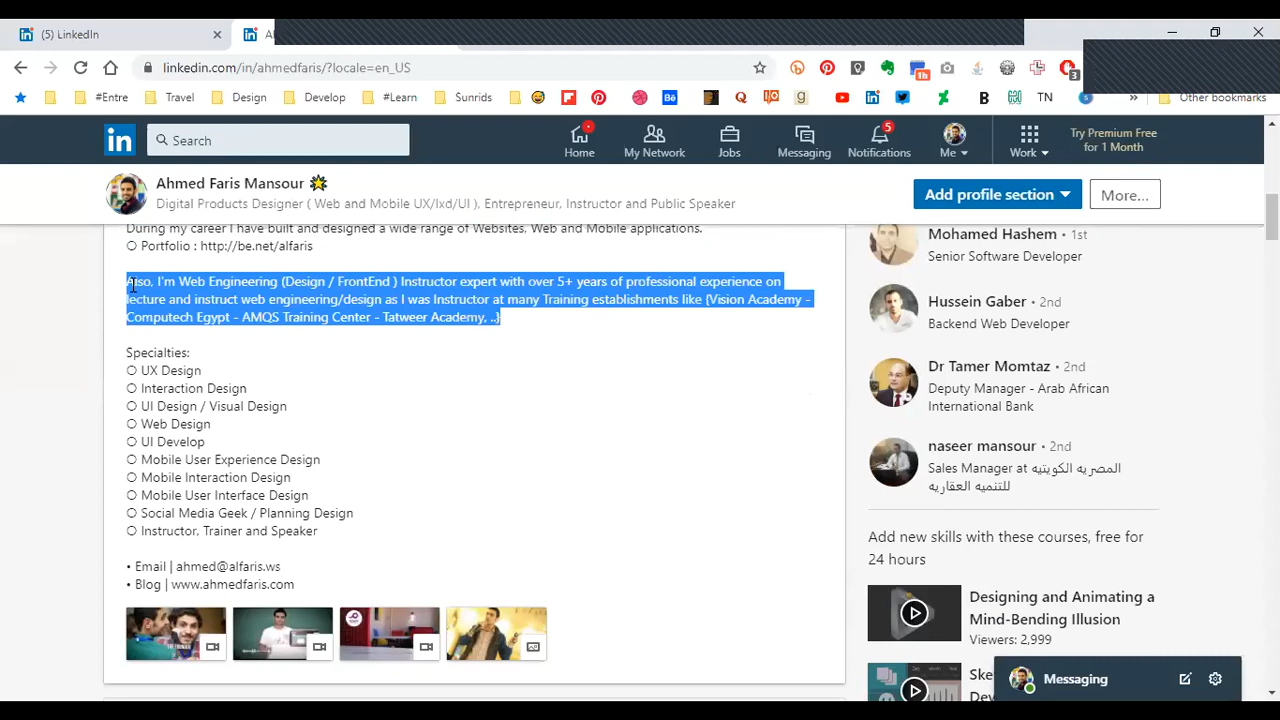 (5) LinkedIn
linkedin.com/in/ahmedfaris/?locale=en_US
1h
3
#Entre Travel Design Develop #Learn Sunrids Bē Q B TN » Other bookmarks
in Search Home My Network Jobs Messaging 5 Notifications Me Work Try Premium Free
for 1 Month
Ahmed Faris Mansour
Digital Products Designer ( Web and Mobile UX/Ixd/UI ), Entrepreneur, Instructor and Public Speaker
Add profile section More...
During my career I have built and designed a wide range of Websites, Web and Mobile applications.
○ Portfolio : http://be.net/alfaris
Also, I'm Web Engineering (Design / FrontEnd ) Instructor expert with over 5+ years of professional experience on
lecture and instruct web engineering/design as I was Instructor at many Training establishments like {Vision Academy -
Computech Egypt - AMQS Training Center - Tatweer Academy, ..}
Specialties:
○ UX Design
○ Interaction Design
○ UI Design / Visual Design
○ Web Design
○ UI Develop
○ Mobile User Experience Design
○ Mobile Interaction Design
○ Mobile User Interface Design
○ Social Media Geek / Planning Design
○ Instructor, Trainer and Speaker
• Email | ahmed@alfaris.ws
• Blog | www.ahmedfaris.com
Mohamed Hashem • 1st
Senior Software Developer
Hussein Gaber • 2nd
Backend Web Developer
Dr Tamer Momtaz • 2nd
Deputy Manager - Arab African
International Bank
naseer mansour • 2nd
Sales Manager at المصريه الكويتيه
للتنميه العقاريه
Add new skills with these courses, free for
24 hours
Designing and Animating a
Mind-Bending Illusion
Viewers: 2,999
Messaging